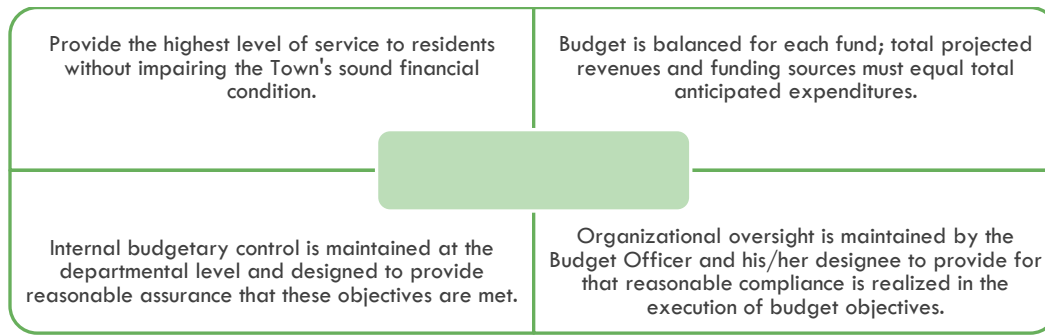 Provide the highest level of service to residents
without impairing the Town's sound financial
condition.
Budget is balanced for each fund; total projected
revenues and funding sources must equal total
anticipated expenditures.
Internal budgetary control is maintained at the
departmental level and designed to provide
reasonable assurance that these objectives are met.
Organizational oversight is maintained by the
Budget Officer and his/her designee to provide for
that reasonable compliance is realized in the
execution of budget objectives.